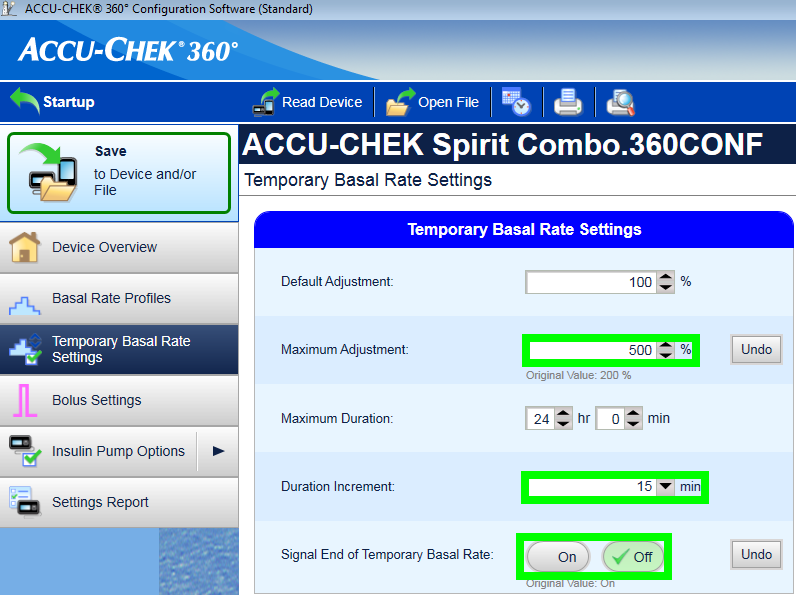 ACCU-CHEK® 360° Configuration Software (Standard)
ACCU-CHEK® 360°
Startup
Read Device
Open File
Save
to Device and/or
File
ACCU-CHEK Spirit Combo.360CONF
Temporary Basal Rate Settings
Device Overview
Basal Rate Profiles
Temporary Basal Rate
Settings
Bolus Settings
Insulin Pump Options
Settings Report
Temporary Basal Rate Settings
Default Adjustment: 100 %
Maximum Adjustment: 500 % Undo
Original Value: 200 %
Maximum Duration: 24 hr 0 min
Duration Increment: 15 min
Signal End of Temporary Basal Rate: On Off Undo
Original Value: On